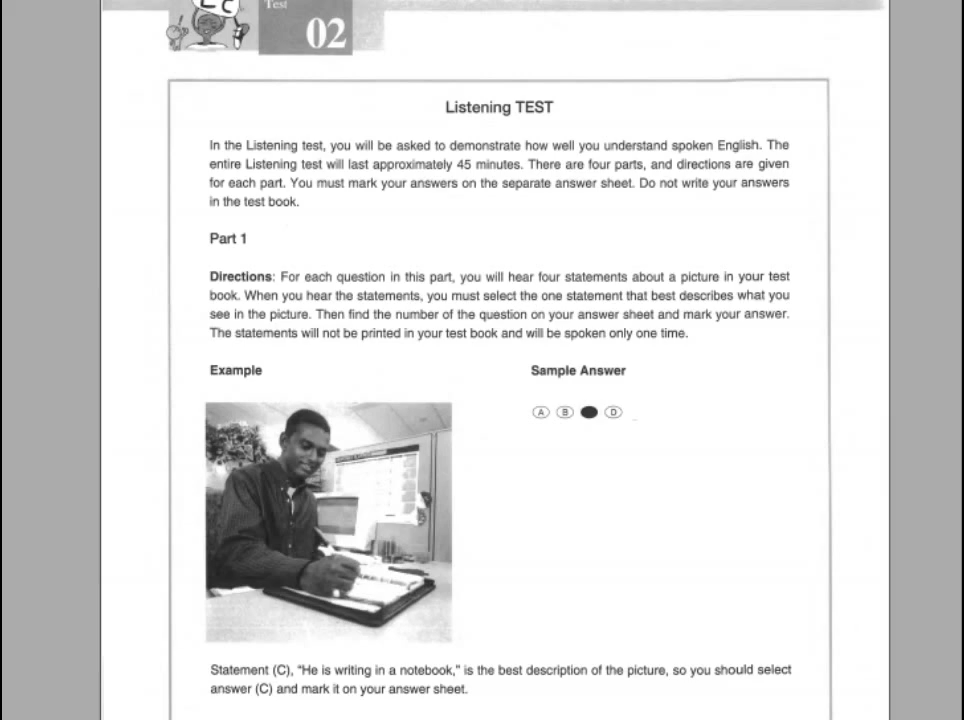 LC
Test
02
Listening TEST
In the Listening test, you will be asked to demonstrate how well you understand spoken English. The
entire Listening test will last approximately 45 minutes. There are four parts, and directions are given
for each part. You must mark your answers on the separate answer sheet. Do not write your answers
in the test book.
Part 1
Directions: For each question in this part, you will hear four statements about a picture in your test
book. When you hear the statements, you must select the one statement that best describes what you
see in the picture. Then find the number of the question on your answer sheet and mark your answer.
The statements will not be printed in your test book and will be spoken only one time.
Example Sample Answer
A B D
Statement (C), “He is writing in a notebook,” is the best description of the picture, so you should select
answer (C) and mark it on your answer sheet.